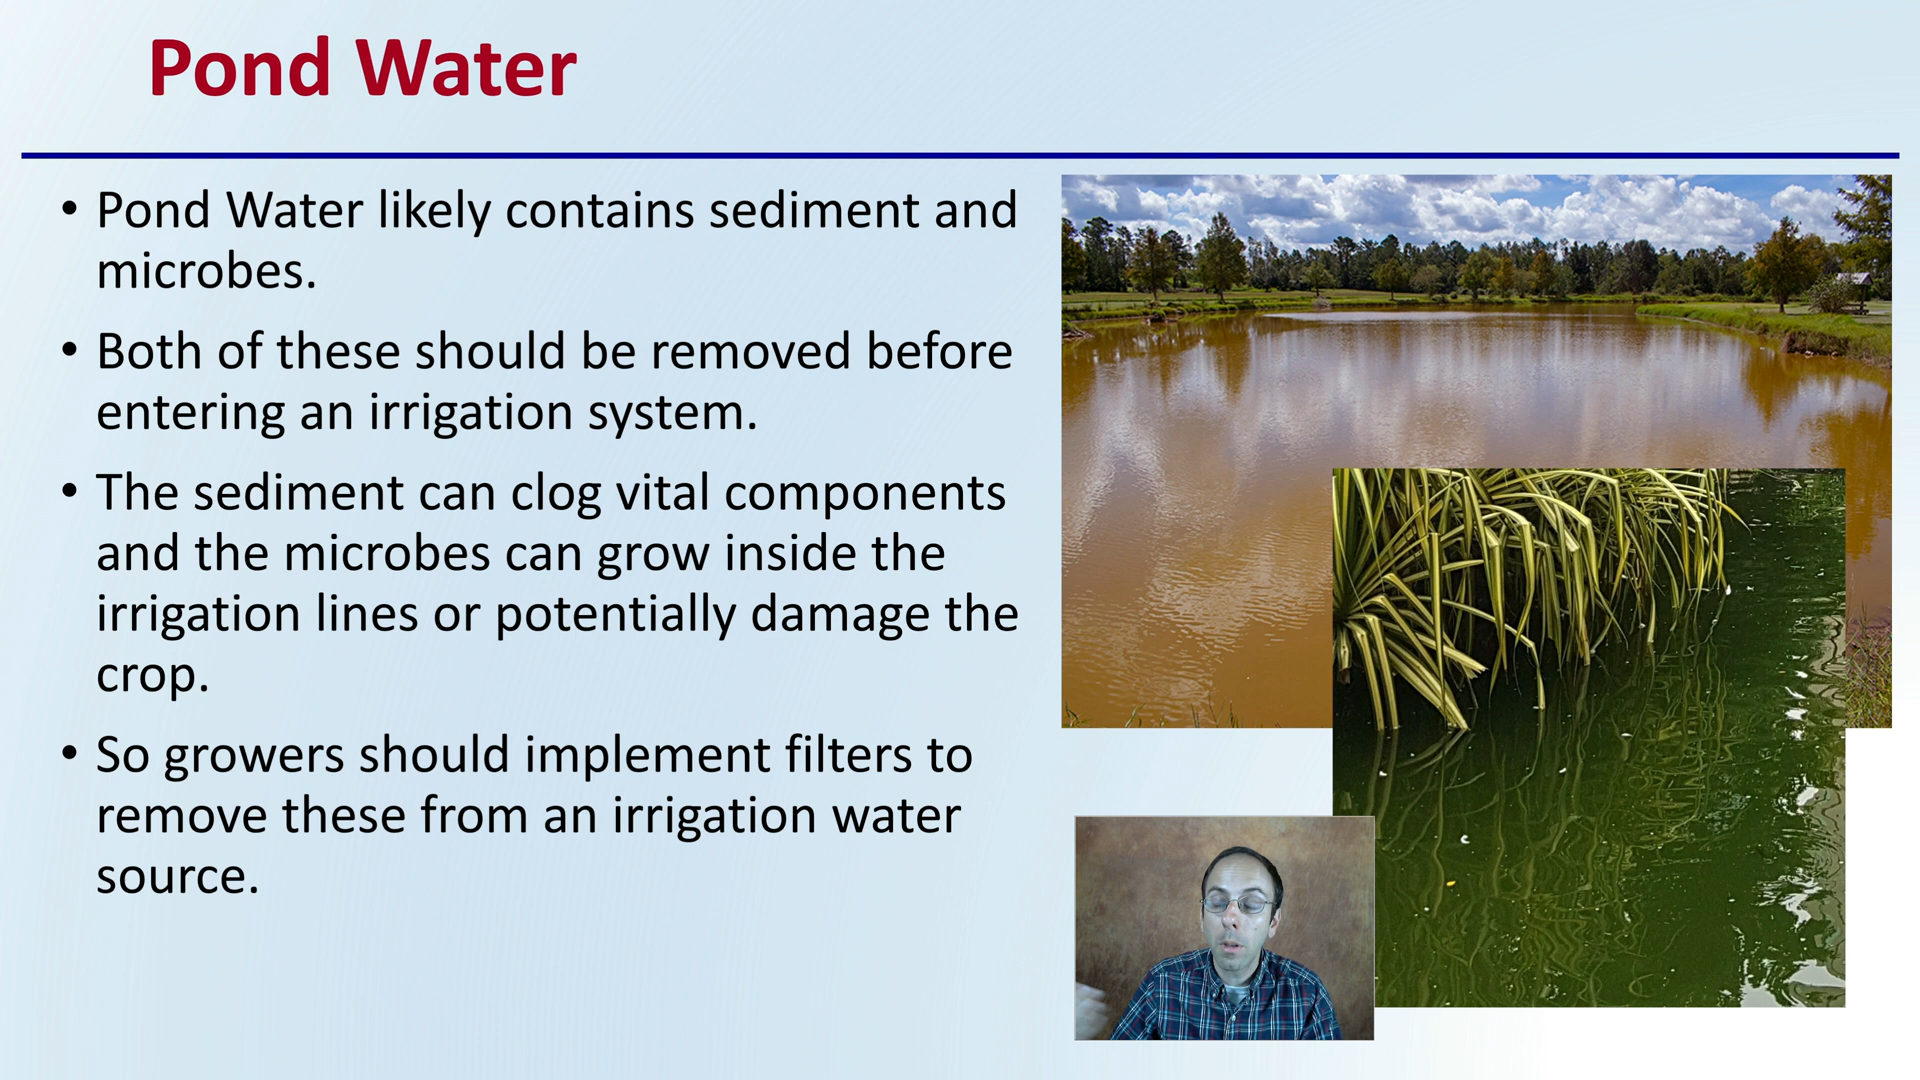 Pond Water
• Pond Water likely contains sediment and
microbes.
• Both of these should be removed before
entering an irrigation system.
• The sediment can clog vital components
and the microbes can grow inside the
irrigation lines or potentially damage the
crop.
• So growers should implement filters to
remove these from an irrigation water
source.